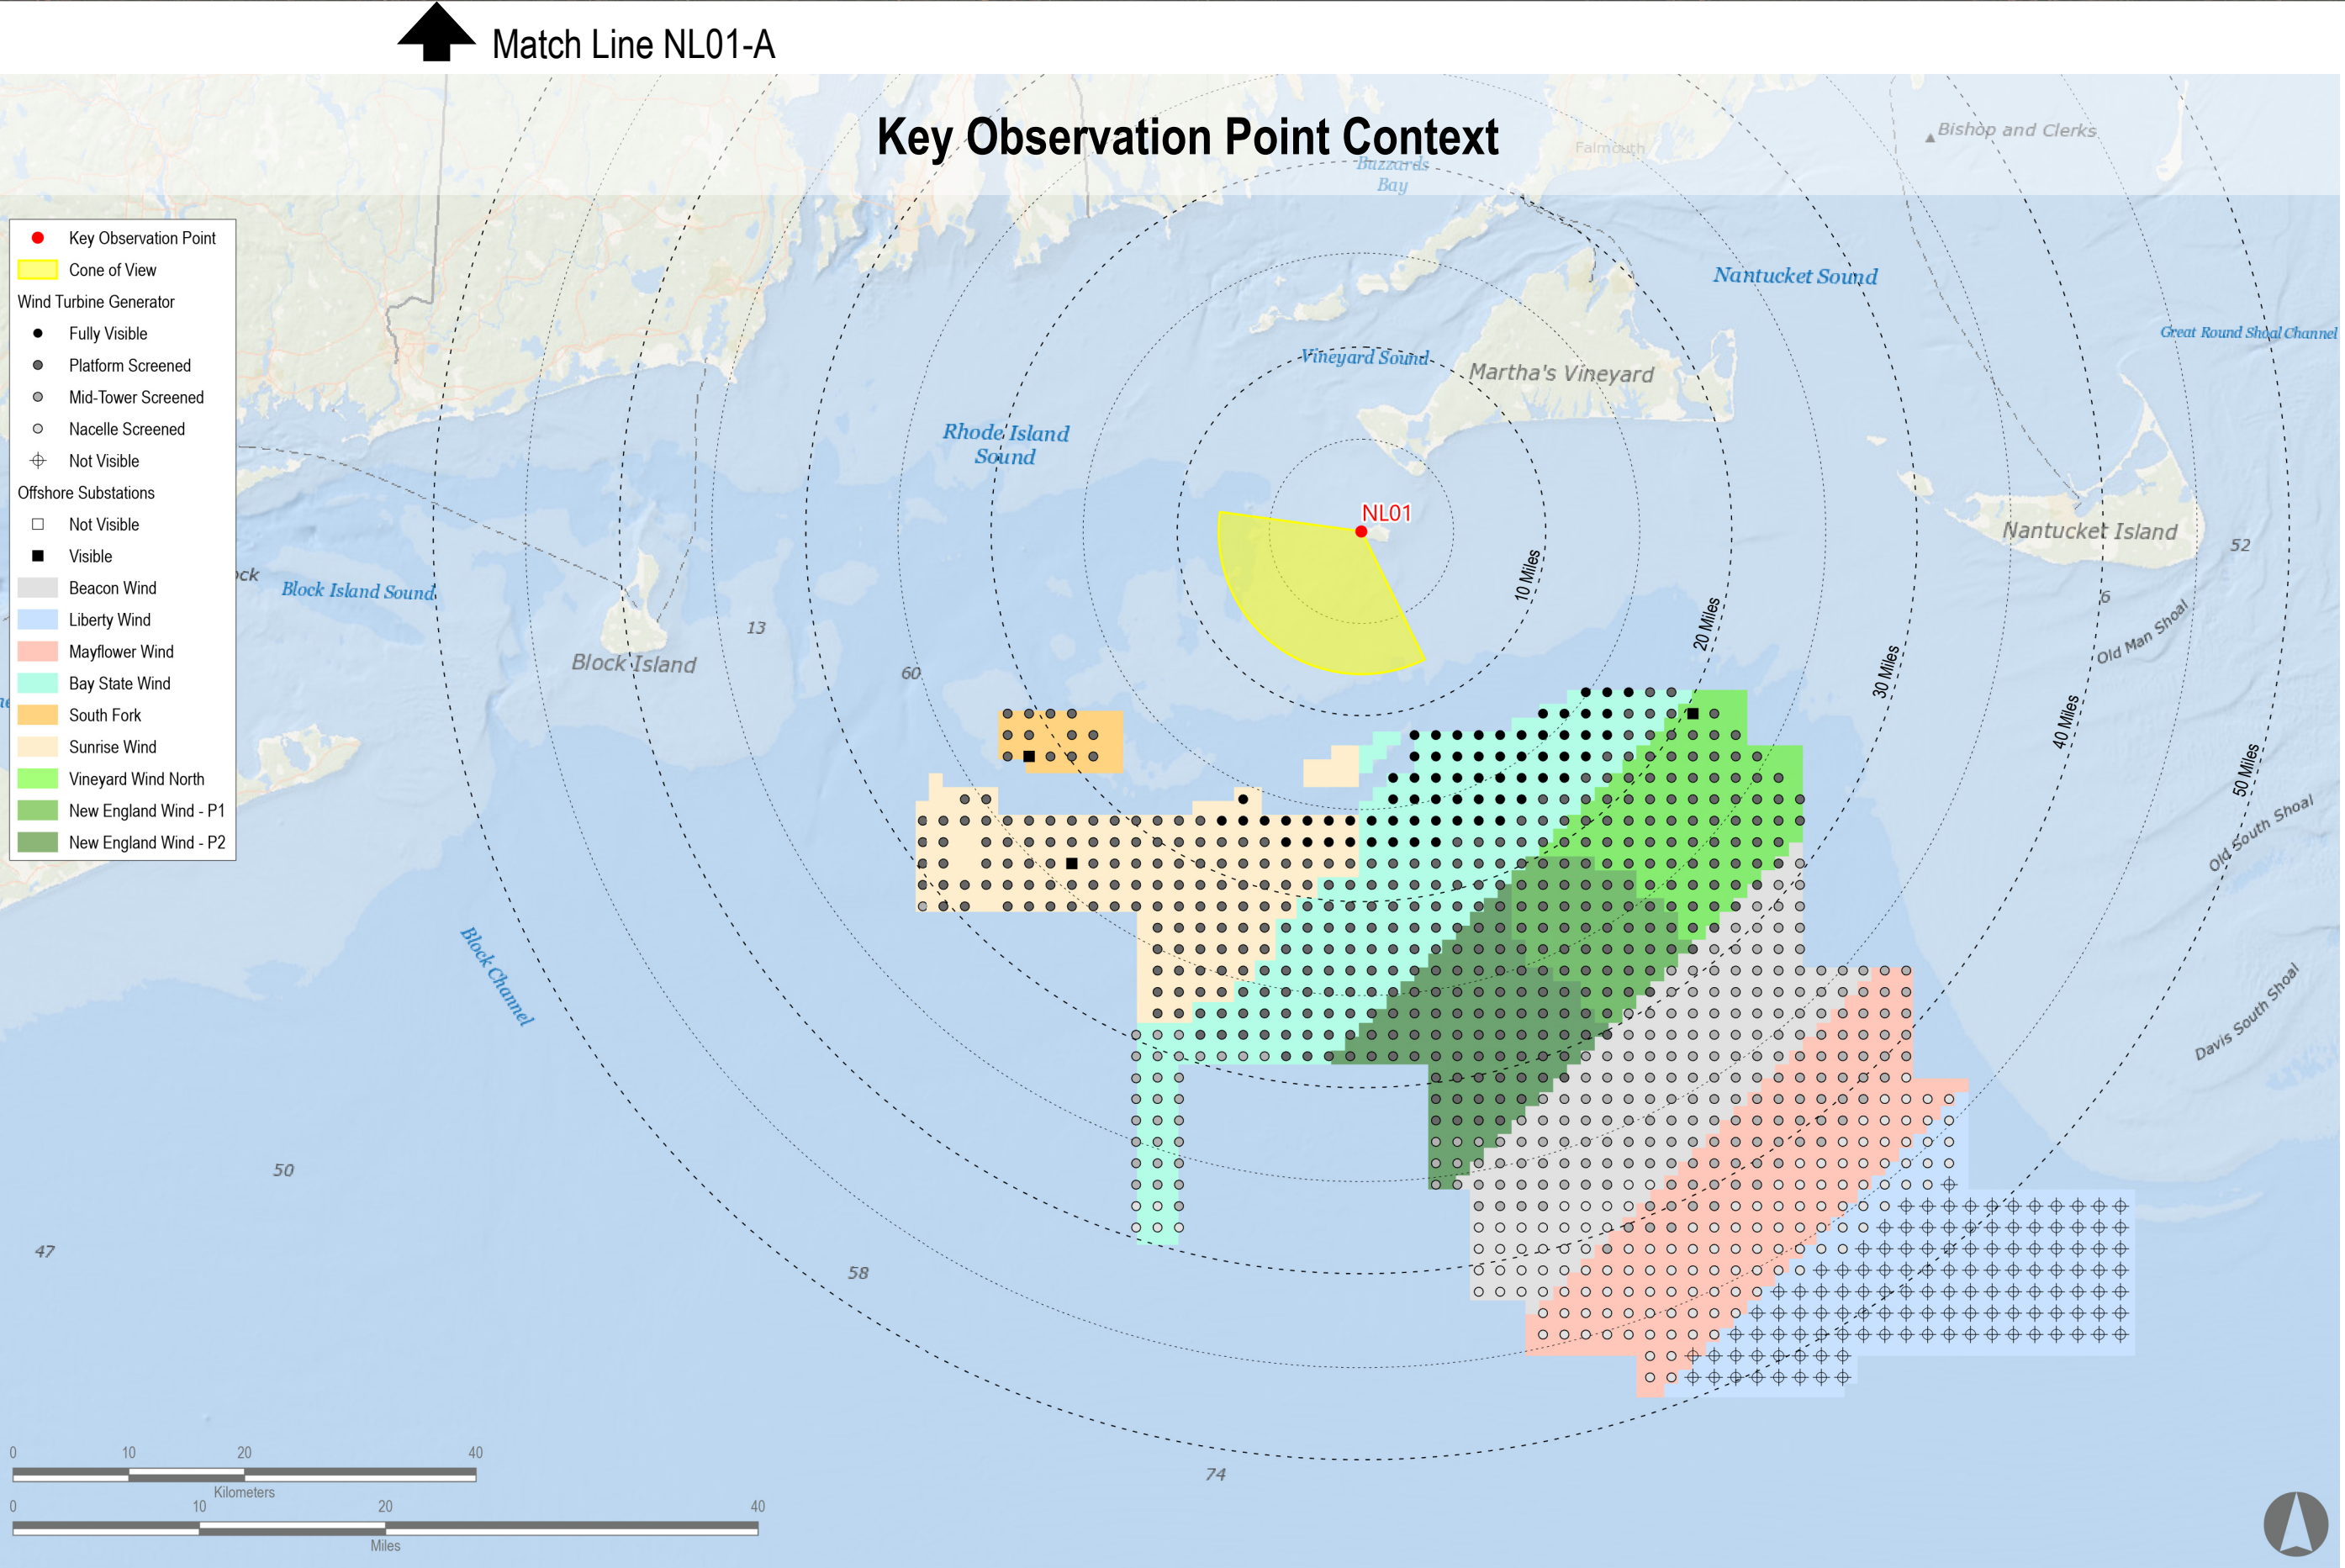 Match Line NL01-A
Key Observation Point Context
Bishop and Clerks
Falmouth
Buzzards
Bay
Nantucket Sound
Great Round Shoal Channel
Vineyard Sound
Martha's Vineyard
Rhode Island
Sound
NL01
Nantucket Island
52
6
Old Man Shoal
10 Miles
20 Miles
30 Miles
40 Miles
50 Miles
Old South Shoal
Davis South Shoal
Key Observation Point
Cone of View
Wind Turbine Generator
Fully Visible
Platform Screened
Mid-Tower Screened
Nacelle Screened
Not Visible
Offshore Substations
Not Visible
Visible
Beacon Wind
Liberty Wind
Mayflower Wind
Bay State Wind
South Fork
Sunrise Wind
Vineyard Wind North
New England Wind - P1
New England Wind - P2
ock
Block Island Sound
Block Island
13
60
Block Channel
50
47
58
74
0 10 20 40
Kilometers
0 10 20 40
Miles